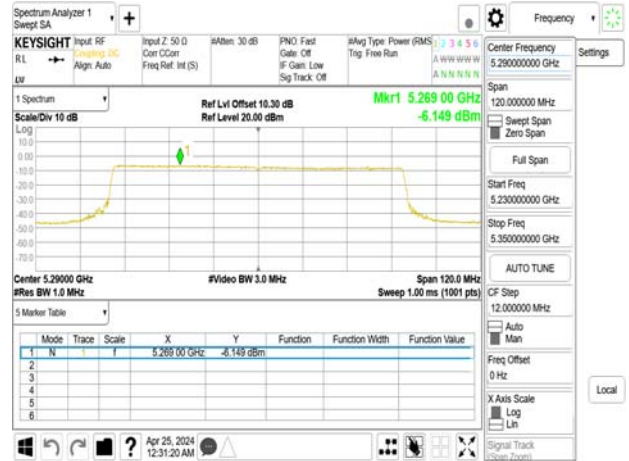 Spectrum Analyzer 1
Swept SA
Frequency
KEYSIGHT
RL
Input: RF
Coupling: DC
Align: Auto
Input Z: 50 Ω
Corr CCorr
Freq Ref: Int (S)
#Atten: 30 dB
PNO: Fast
Gate: Off
IF Gain: Low
Sig Track: Off
#Avg Type: Power (RMS
Trig: Free Run
1 2 3 4 5 6
A W W W W W
A N N N N N
Settings
Center Frequency
5.290000000 GHz
Span
120.000000 MHz
Swept Span
Zero Span
Full Span
Start Freq
5.230000000 GHz
Stop Freq
5.350000000 GHz
AUTO TUNE
CF Step
12.000000 MHz
Auto
Man
Freq Offset
0 Hz
X Axis Scale
Log
Lin
Signal Track
(Span Zoom)
Local
1 Spectrum
Scale/Div 10 dB
Ref Lvl Offset 10.30 dB
Ref Level 20.00 dBm
Mkr1 5.269 00 GHz
-6.149 dBm
Log
10.0
0.00
-10.0
-20.0
-30.0
-40.0
-50.0
-60.0
-70.0
1
Center 5.29000 GHz
#Res BW 1.0 MHz
#Video BW 3.0 MHz
Span 120.0 MHz
Sweep 1.00 ms (1001 pts)
5 Marker Table
Mode Trace Scale X Y Function Function Width Function Value
1 N 1 f 5.269 00 GHz -6.149 dBm
2
3
4
5
6
Apr 25, 2024
12:31:20 AM